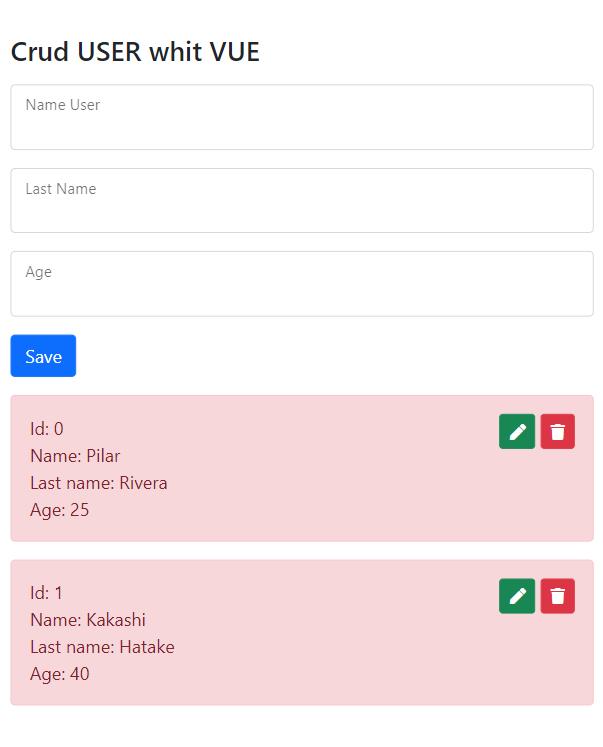 Crud USER whit VUE
Name User
Last Name
Age
Save
Id: 0
Name: Pilar
Last name: Rivera
Age: 25
Id: 1
Name: Kakashi
Last name: Hatake
Age: 40